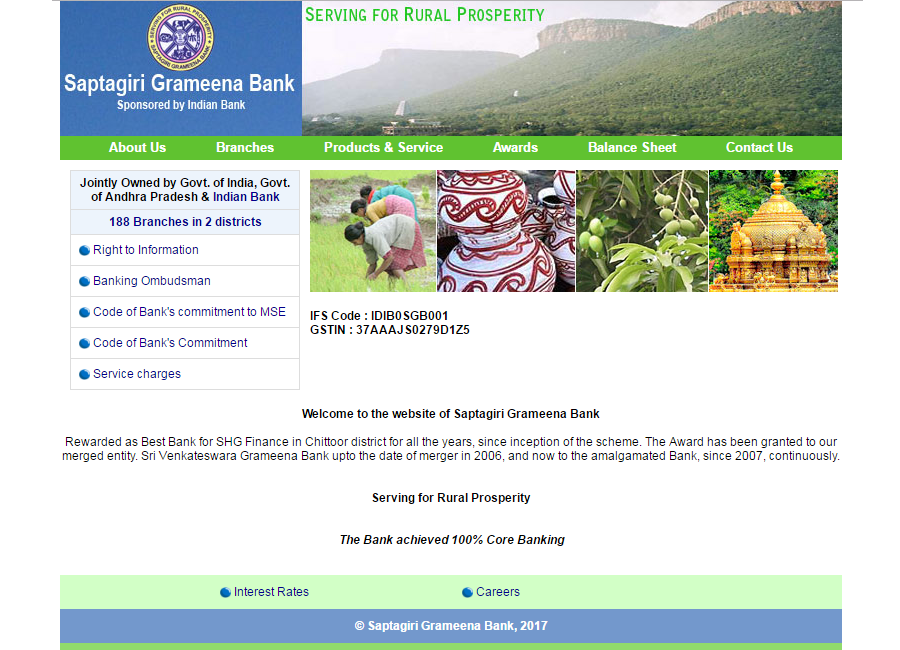 SERVING FOR RURAL PROSPERITY
SERVING FOR RURAL PROSPERITY
SAPTAGIRI GRAMEENA BANK
Saptagiri Grameena Bank
Sponsored by Indian Bank
About Us Branches Products & Service Awards Balance Sheet Contact Us
Jointly Owned by Govt. of India, Govt.
of Andhra Pradesh & Indian Bank
188 Branches in 2 districts
Right to Information
Banking Ombudsman
Code of Bank's commitment to MSE
Code of Bank's Commitment
Service charges
IFS Code : IDIB0SGB001
GSTIN : 37AAAJS0279D1Z5
Welcome to the website of Saptagiri Grameena Bank
Rewarded as Best Bank for SHG Finance in Chittoor district for all the years, since inception of the scheme. The Award has been granted to our
merged entity. Sri Venkateswara Grameena Bank upto the date of merger in 2006, and now to the amalgamated Bank, since 2007, continuously.
Serving for Rural Prosperity
The Bank achieved 100% Core Banking
Interest Rates Careers
© Saptagiri Grameena Bank, 2017